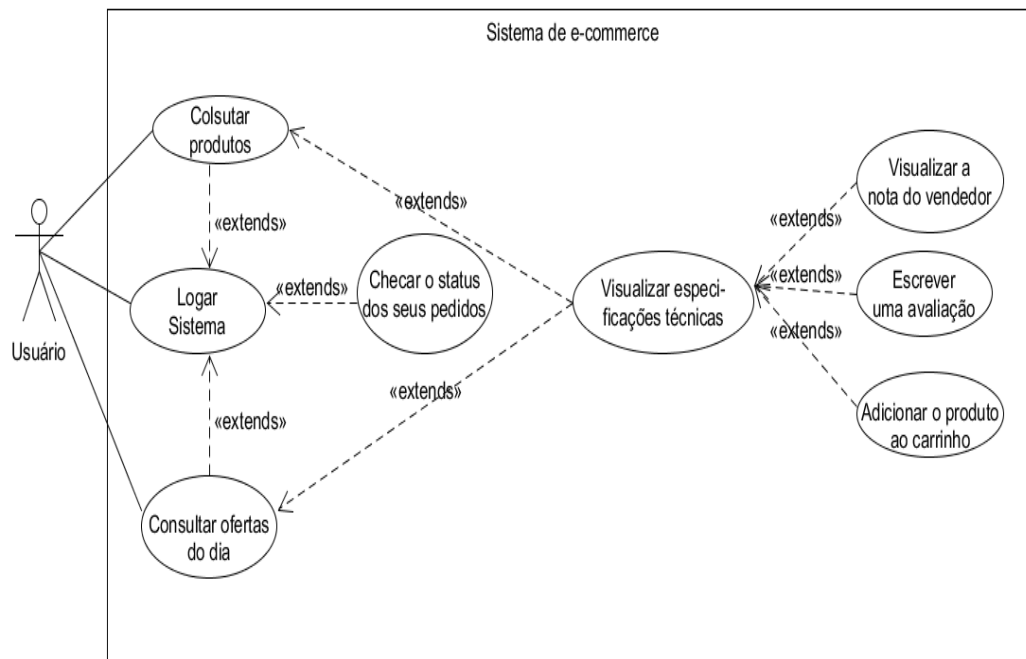 Sistema de e-commerce
Colsutar
produtos
Visualizar a
nota do vendedor
«extends»
«extends»
«extends»
Usuário
Logar
Sistema
«extends»
Checar o status
dos seus pedidos
Visualizar especi-
ficações técnicas
«extends»
Escrever
uma avaliação
«extends»
«extends»
«extends»
Adicionar o produto
ao carrinho
Consultar ofertas
do dia